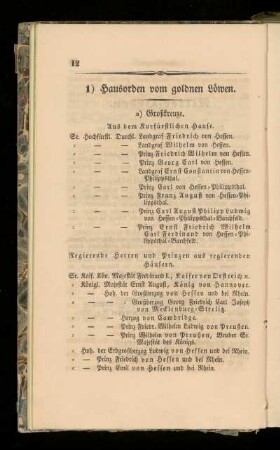 12
1) Hausorden vom goldnen Löwen.
a) Großkreuze.
Aus dem Kurfürstlichen Hause.
Se. Hochfürstl. Durchl. Landgraf Friedrich von Hessen.
» — Landgraf Wilhelm von Hessen.
» — Prinz Friedrich Wilhelm von Hessen.
» — Prinz Georg Carl von Hessen.
» — Landgraf Ernst Constantin von Hessen-
Philippsthal.
» — Prinz Carl von Hessen-Philippsthal.
» — Prinz Franz August von Hessen-Phi-
lippsthal.
» — Prinz Carl August Philipp Ludwig
von Hessen-Philippsthal-Barchfeld.
» — Prinz Ernst Friedrich Wilhelm
Carl Ferdinand von Hessen-Phi-
lippsthal-Barchfeld.
Regierende Herren und Prinzen aus regierenden
Häusern.
Se. Kais. Kön. Majestät Ferdinand I., Kaiser von Oestreich ꝛc.
» Königl. Majestät Ernst August, König von Hannover.
» — Hoh. der Großherzog von Hessen und bei Rhein.
» — » Großherzog Georg Friedrich Carl Joseph
von Mecklenburg-Strelitz
» — Herzog von Cambridge.
» — Prinz Friedr. Wilhelm Ludwig von Preußen.
» — Prinz Wilhelm von Preußen, Bruder Sr.
Majestät des Königs.
» Hoh. der Erbgroßherzog Ludwig von Hessen und bei Rhein.
» — Prinz Friedrich von Hessen und bei Rhein.
» — Prinz Emil von Hessen und bei Rhein.